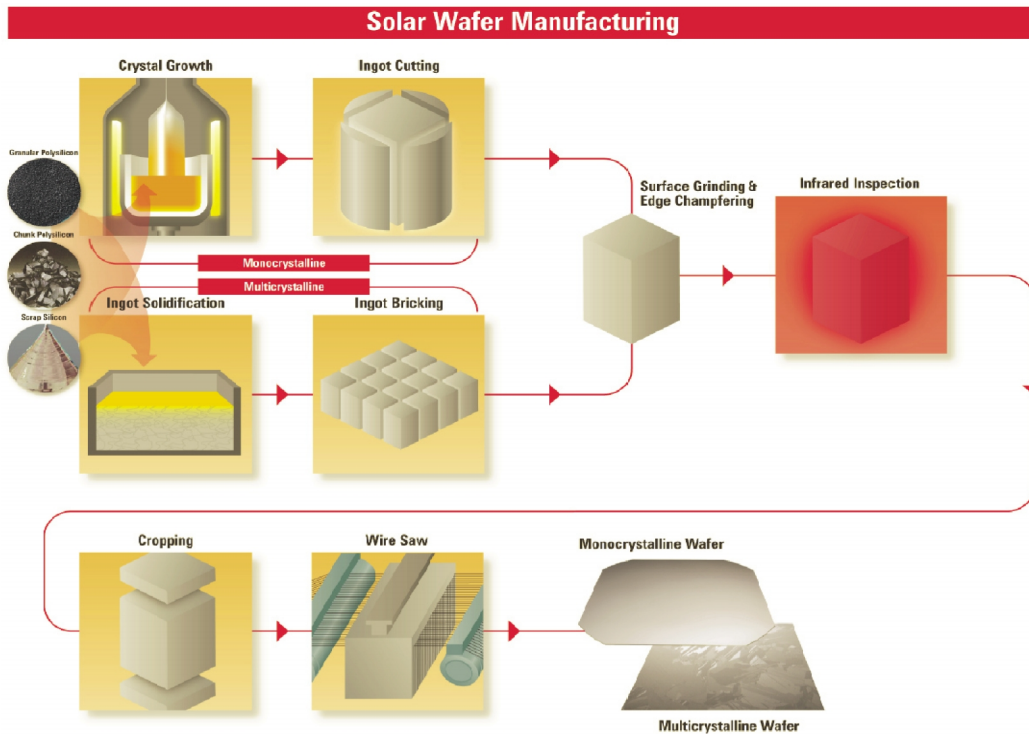 Solar Wafer Manufacturing
Crystal Growth
Ingot Cutting
Granular Polysilicon
Surface Grinding &
Edge Champfering
Infrared Inspection
Chunk Polysilicon
Monocrystalline
Multicrystalline
Ingot Solidification
Ingot Bricking
Scrap Silicon
Cropping
Wire Saw
Monocrystalline Wafer
Multicrystalline Wafer